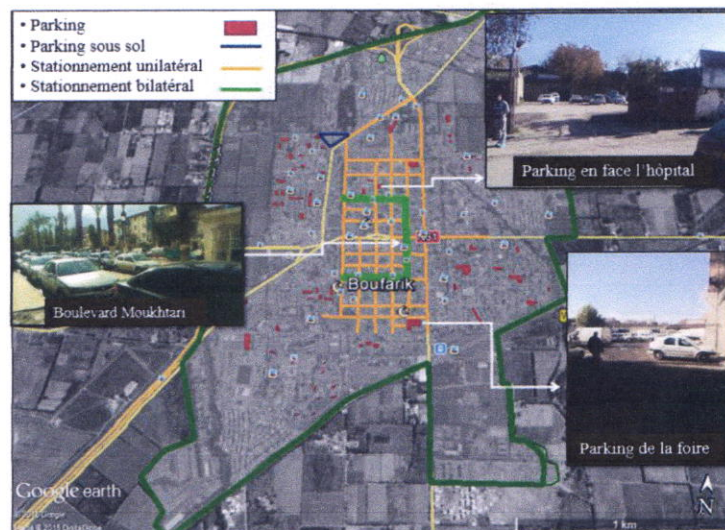 • Parking
• Parking sous sol
• Stationnement unilatéral
• Stationnement bilatéral
Parking en face l'hôpital
Boulevard Moukhtari
Boufarik
Parking de la foire
Google earth
N
1 km